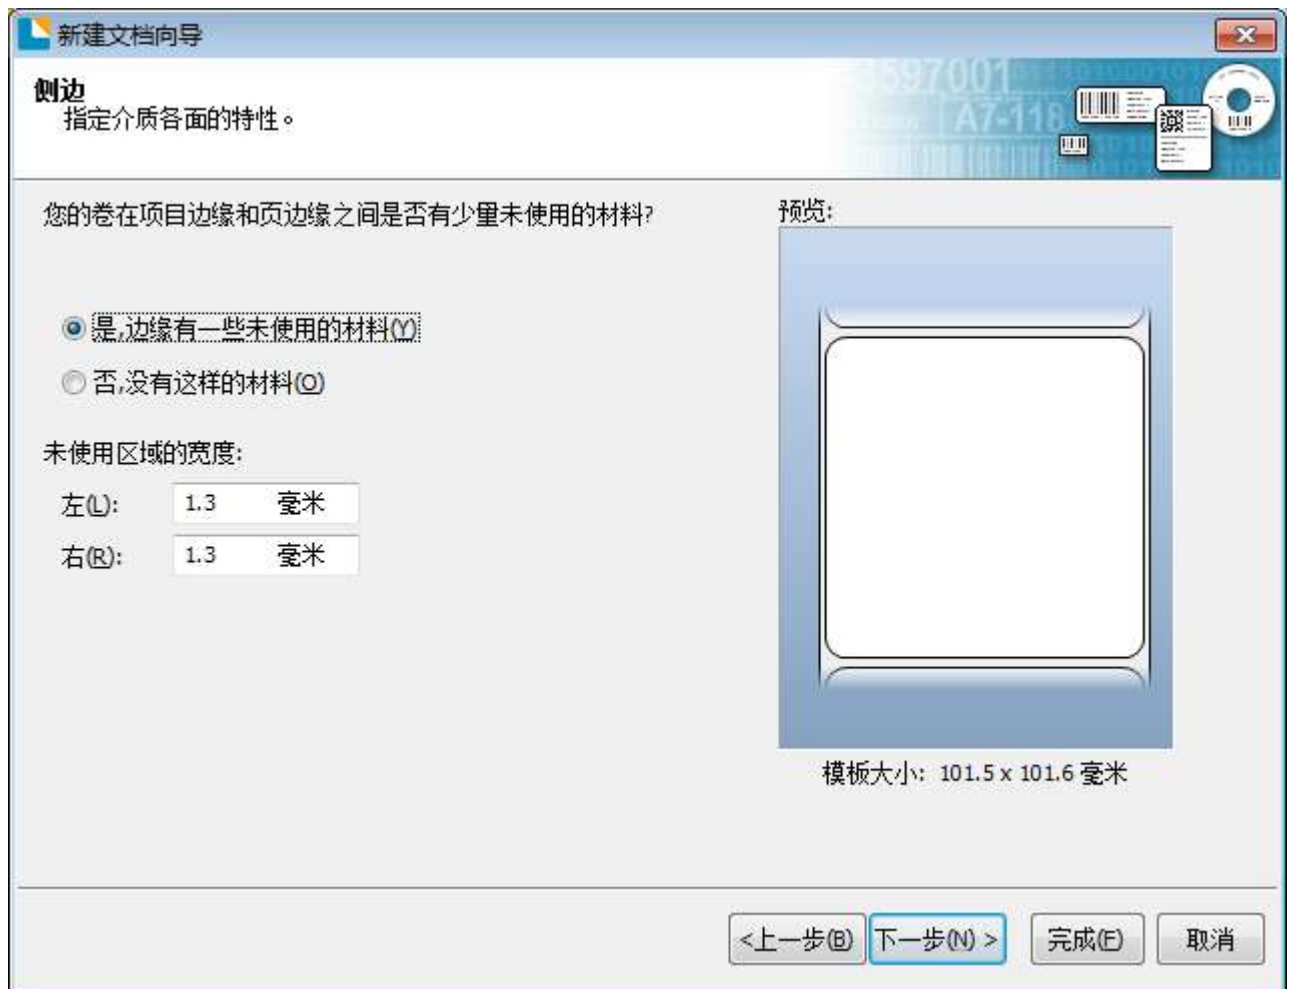 新建文档向导
侧边
指定介质各面的特性。
3597001
A7-118
您的卷在项目边缘和页边缘之间是否有少量未使用的材料?
预览:
是,边缘有一些未使用的材料(Y)
否,没有这样的材料(O)
未使用区域的宽度:
左(L): 1.3 毫米
右(R): 1.3 毫米
模板大小: 101.5 x 101.6 毫米
<上一步(B) 下一步(N) > 完成(F) 取消